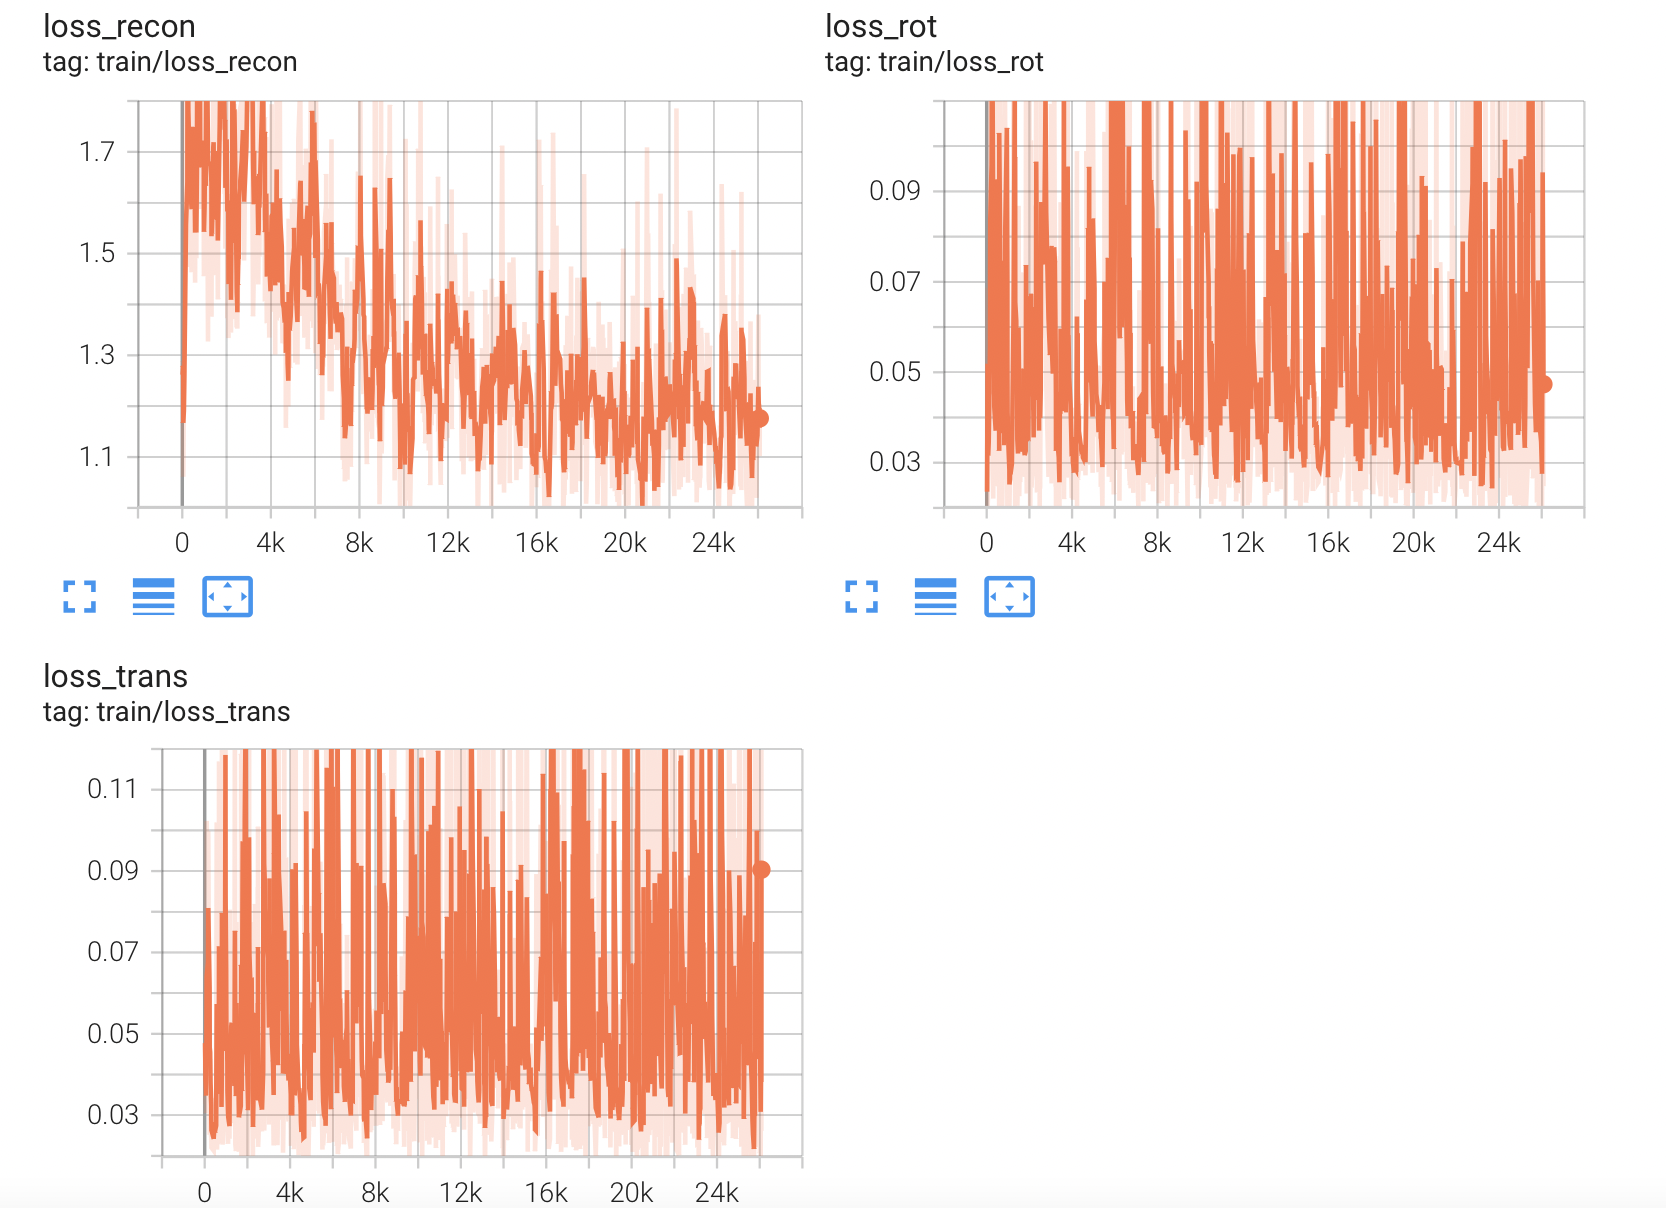 loss_recon
tag: train/loss_recon
1.7
1.5
1.3
1.1
0 4k 8k 12k 16k 20k 24k
loss_rot
tag: train/loss_rot
0.09
0.07
0.05
0.03
0 4k 8k 12k 16k 20k 24k
loss_trans
tag: train/loss_trans
0.11
0.09
0.07
0.05
0.03
0 4k 8k 12k 16k 20k 24k